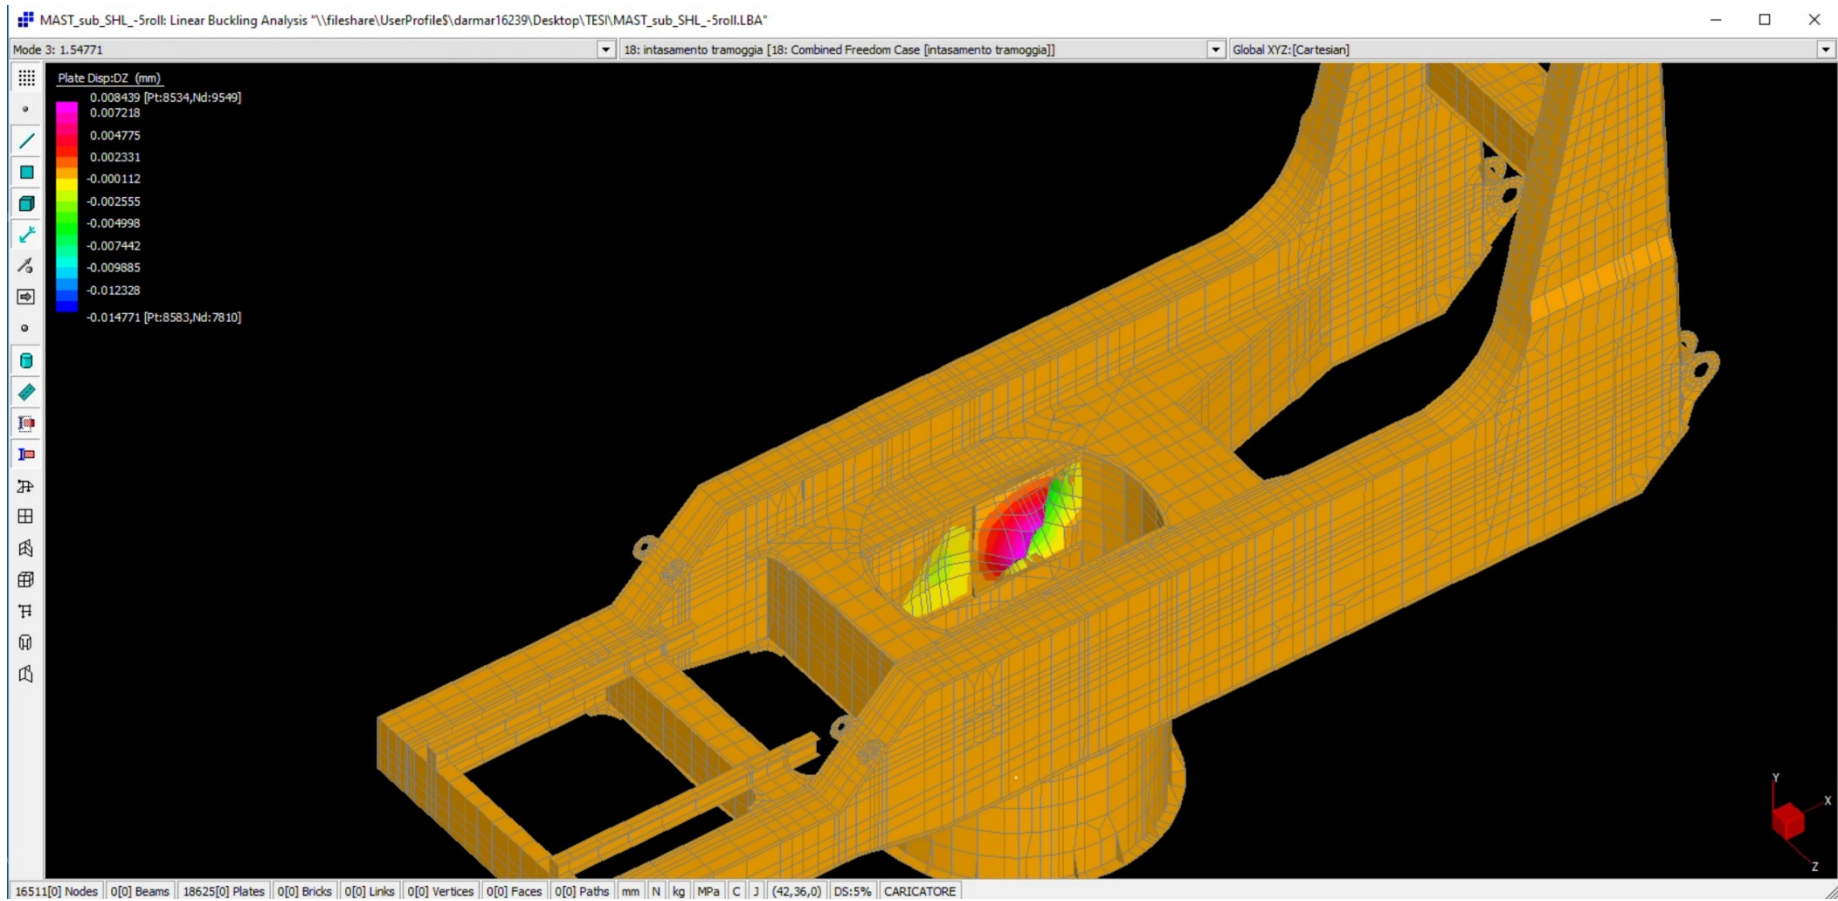 MAST_sub_SHL_-5roll: Linear Buckling Analysis "\\fileshare\UserProfile$\darmar16239\Desktop\TESI\MAST_sub_SHL_-5roll.LBA"
Mode 3: 1.54771
18: intasamento tramoggia [18: Combined Freedom Case [intasamento tramoggia]]
Global XYZ:[Cartesian]
Plate Disp:DZ (mm)
0.008439 [Pt:8534,Nd:9549]
0.007218
0.004775
0.002331
-0.000112
-0.002555
-0.004998
-0.007442
-0.009885
-0.012328
-0.014771 [Pt:8583,Nd:7810]
Y
X
Z
16511[0] Nodes 0[0] Beams 18625[0] Plates 0[0] Bricks 0[0] Links 0[0] Vertices 0[0] Faces 0[0] Paths mm N kg MPa C J (42,36,0) DS:5% CARICATORE